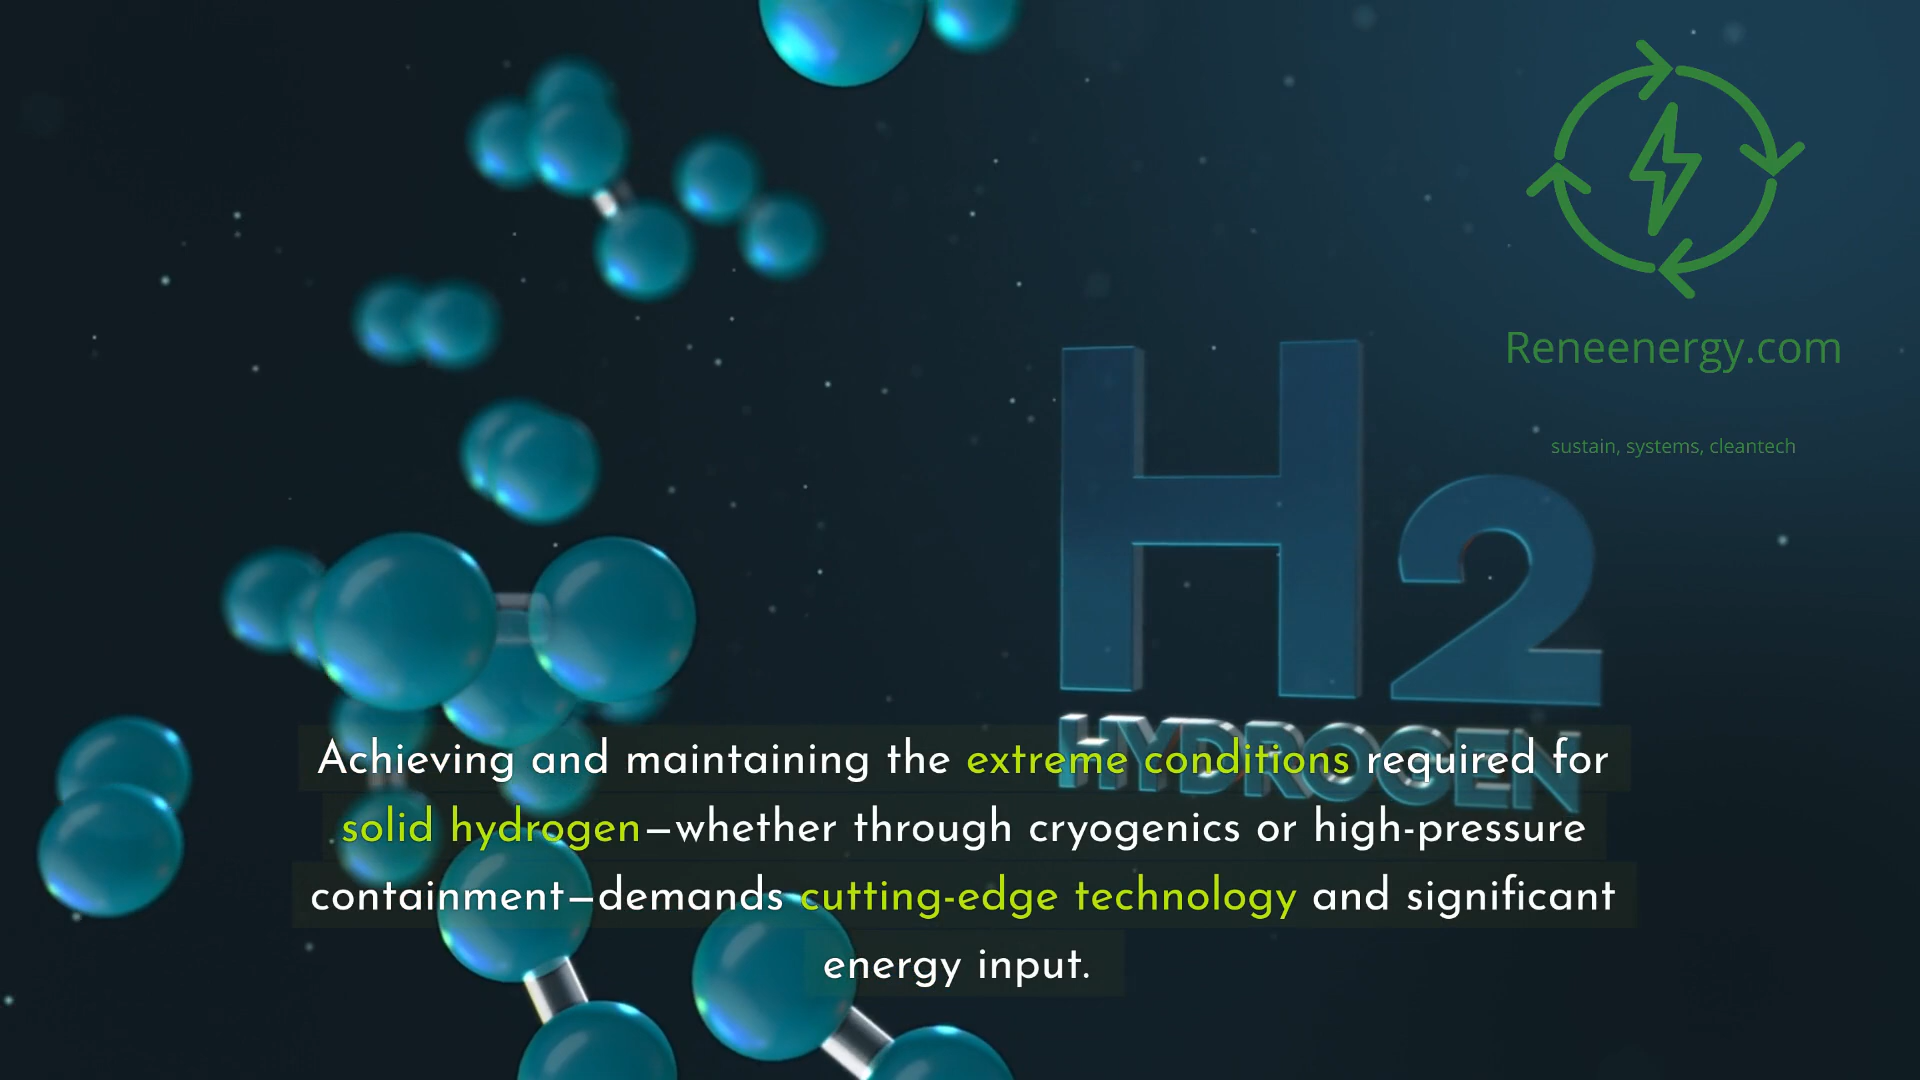 Reneenergy.com
sustain, systems, cleantech
H2
HYDROGEN
Achieving and maintaining the extreme conditions required for
solid hydrogen—whether through cryogenics or high-pressure
containment—demands cutting-edge technology and significant
energy input.